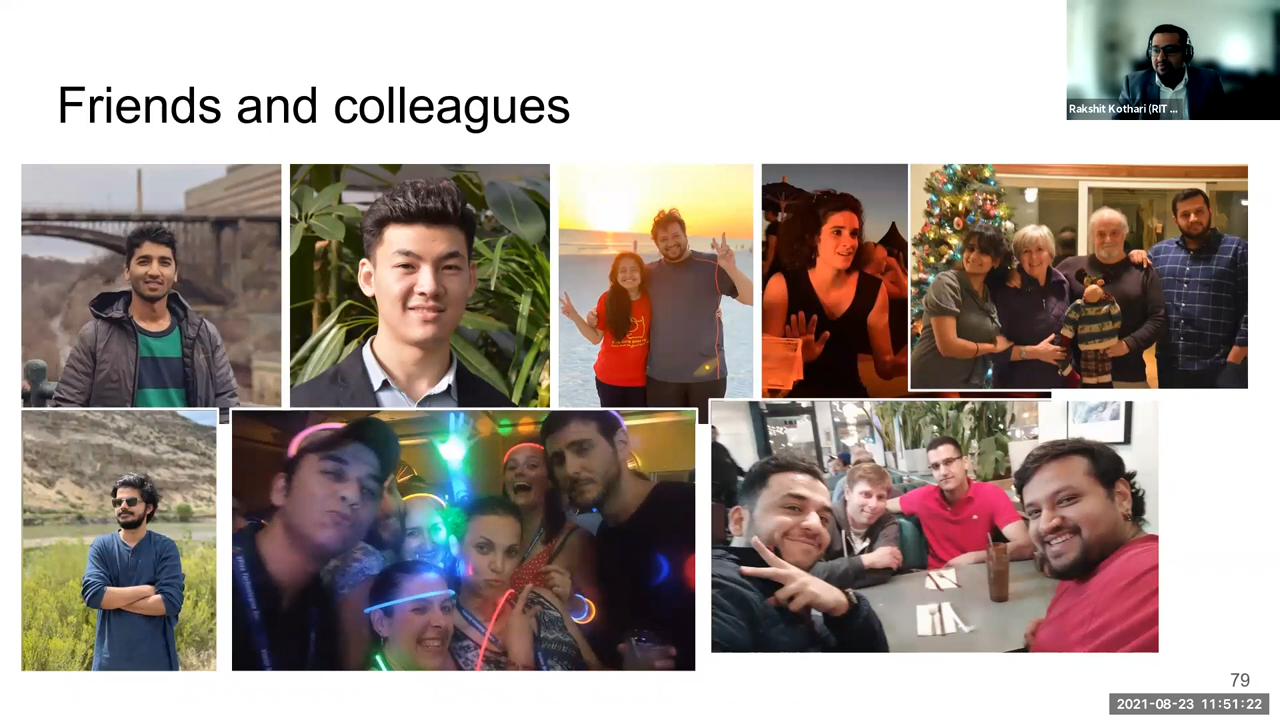 Friends and colleagues
Rakshit Kothari (RIT ...
79
2021-08-23 11:51:22